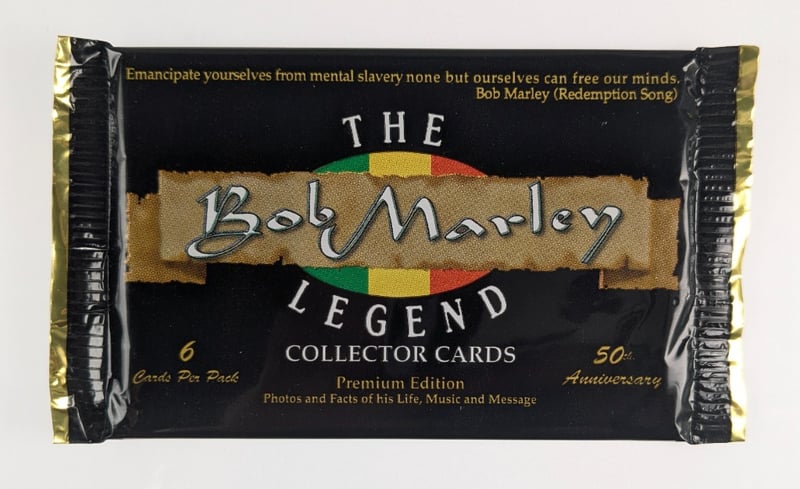 Emancipate yourselves from mental slavery none but ourselves can free our minds.
Bob Marley (Redemption Song)
THE
Bob Marley
LEGEND
COLLECTOR CARDS
6
Cards Per Pack
50th.
Anniversary
Premium Edition
Photos and Facts of his Life, Music and Message